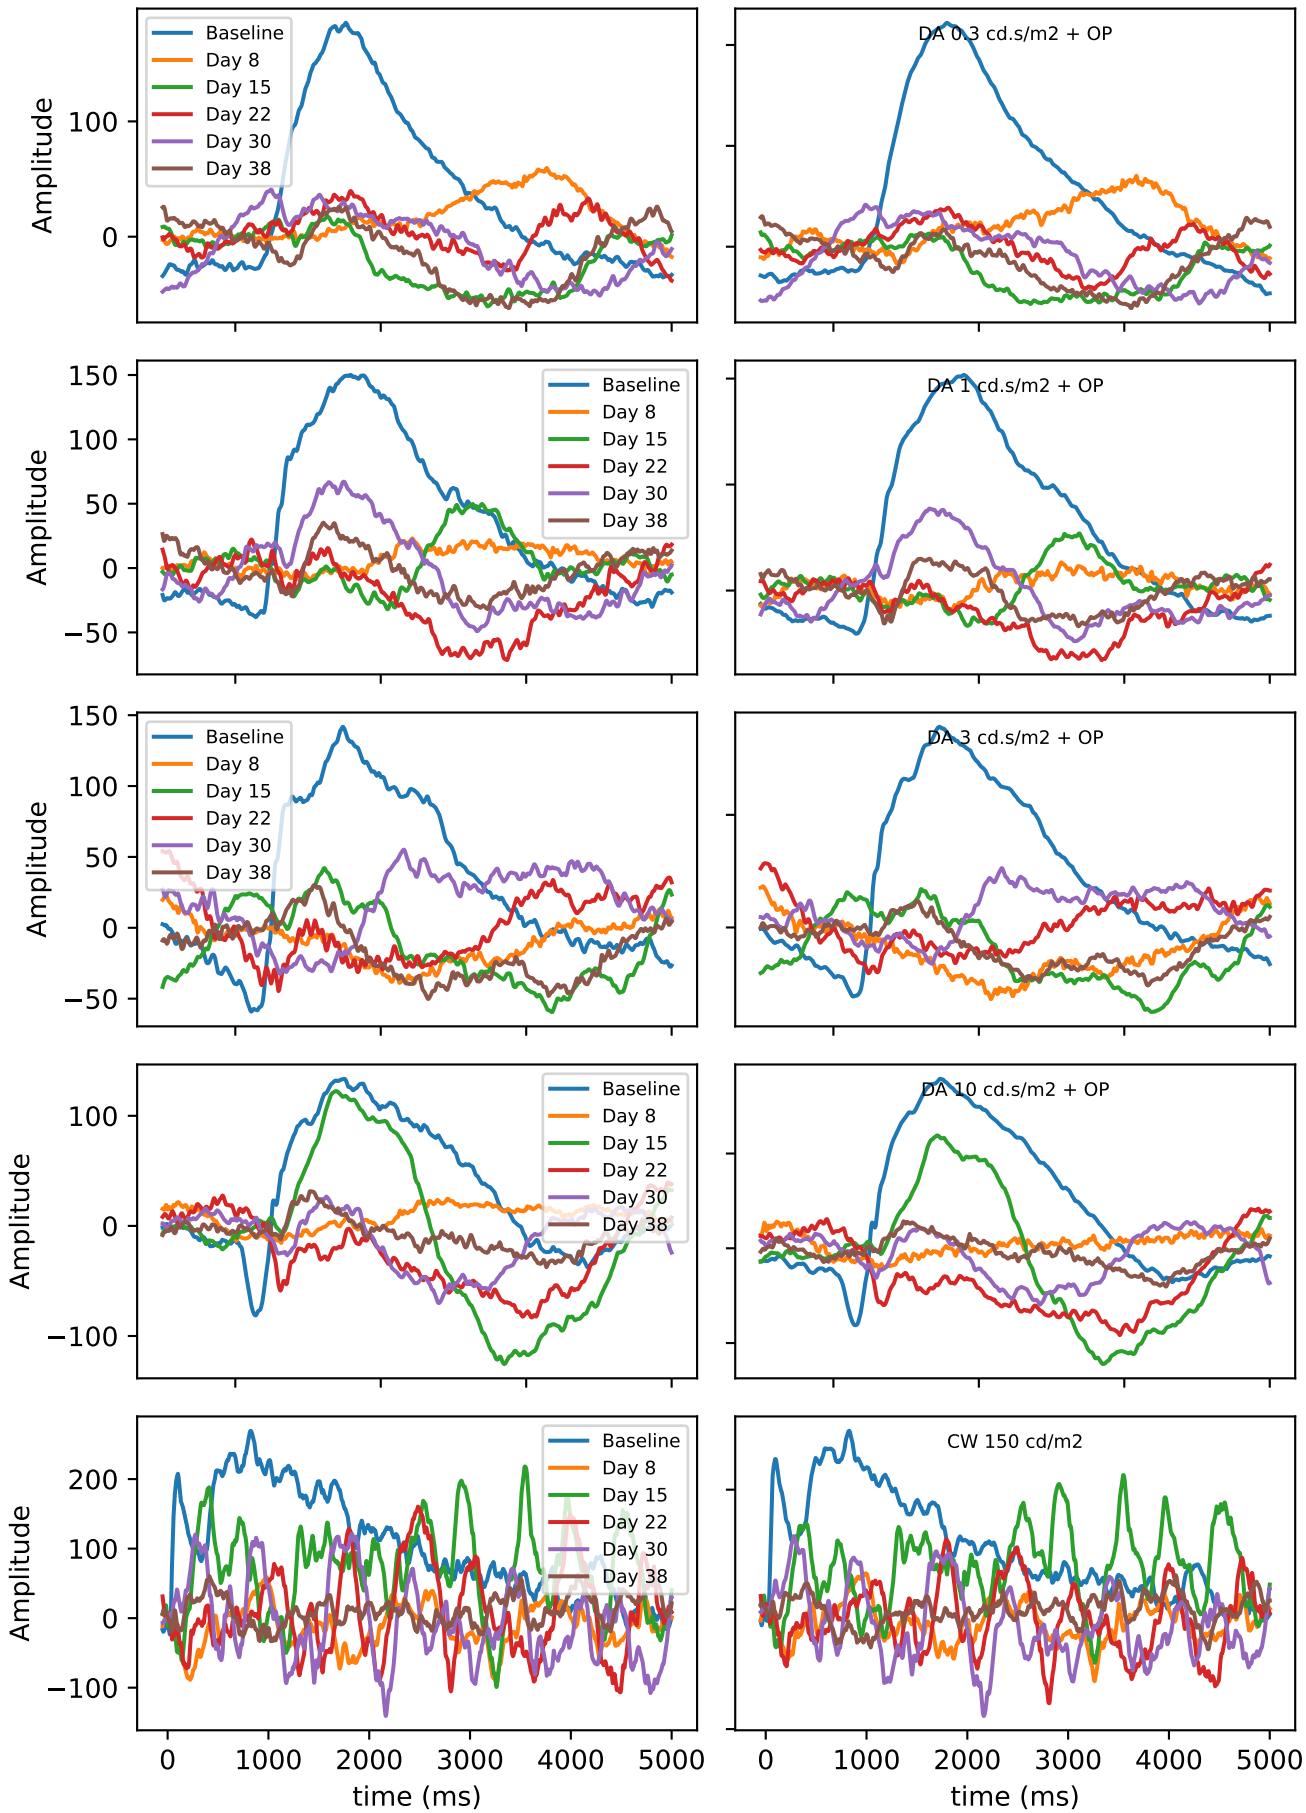 Amplitude
100
0
Baseline
Day 8
Day 15
Day 22
Day 30
Day 38
DA 0.3 cd.s/m2 + OP
Amplitude
150
100
50
0
−50
Baseline
Day 8
Day 15
Day 22
Day 30
Day 38
DA 1 cd.s/m2 + OP
Amplitude
150
100
50
0
−50
Baseline
Day 8
Day 15
Day 22
Day 30
Day 38
DA 3 cd.s/m2 + OP
Amplitude
100
0
−100
Baseline
Day 8
Day 15
Day 22
Day 30
Day 38
DA 10 cd.s/m2 + OP
Amplitude
200
100
0
−100
Baseline
Day 8
Day 15
Day 22
Day 30
Day 38
0 1000 2000 3000 4000 5000
time (ms)
CW 150 cd/m2
0 1000 2000 3000 4000 5000
time (ms)